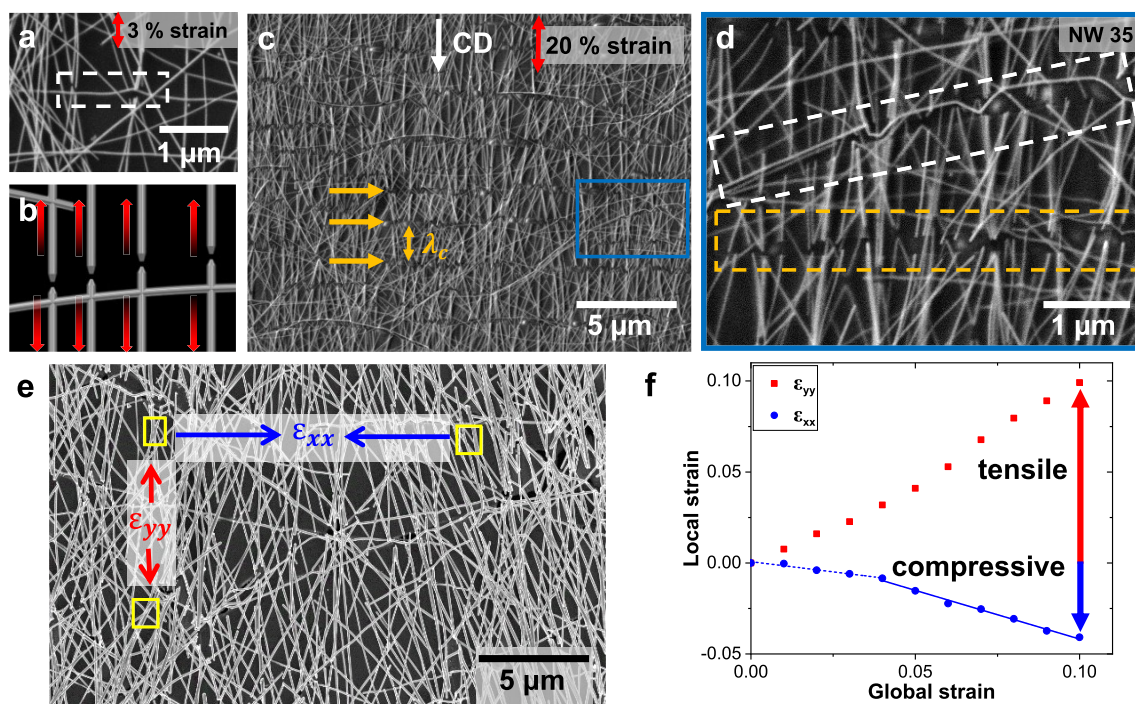 a
3 % strain
1 µm
b
c
CD
20 % strain
λc
5 µm
d
NW 35
1 µm
e
εxx
εyy
5 µm
f
εyy
εxx
tensile
compressive
Local strain
0.10
0.05
0.00
-0.05
0.00
0.05
0.10
Global strain